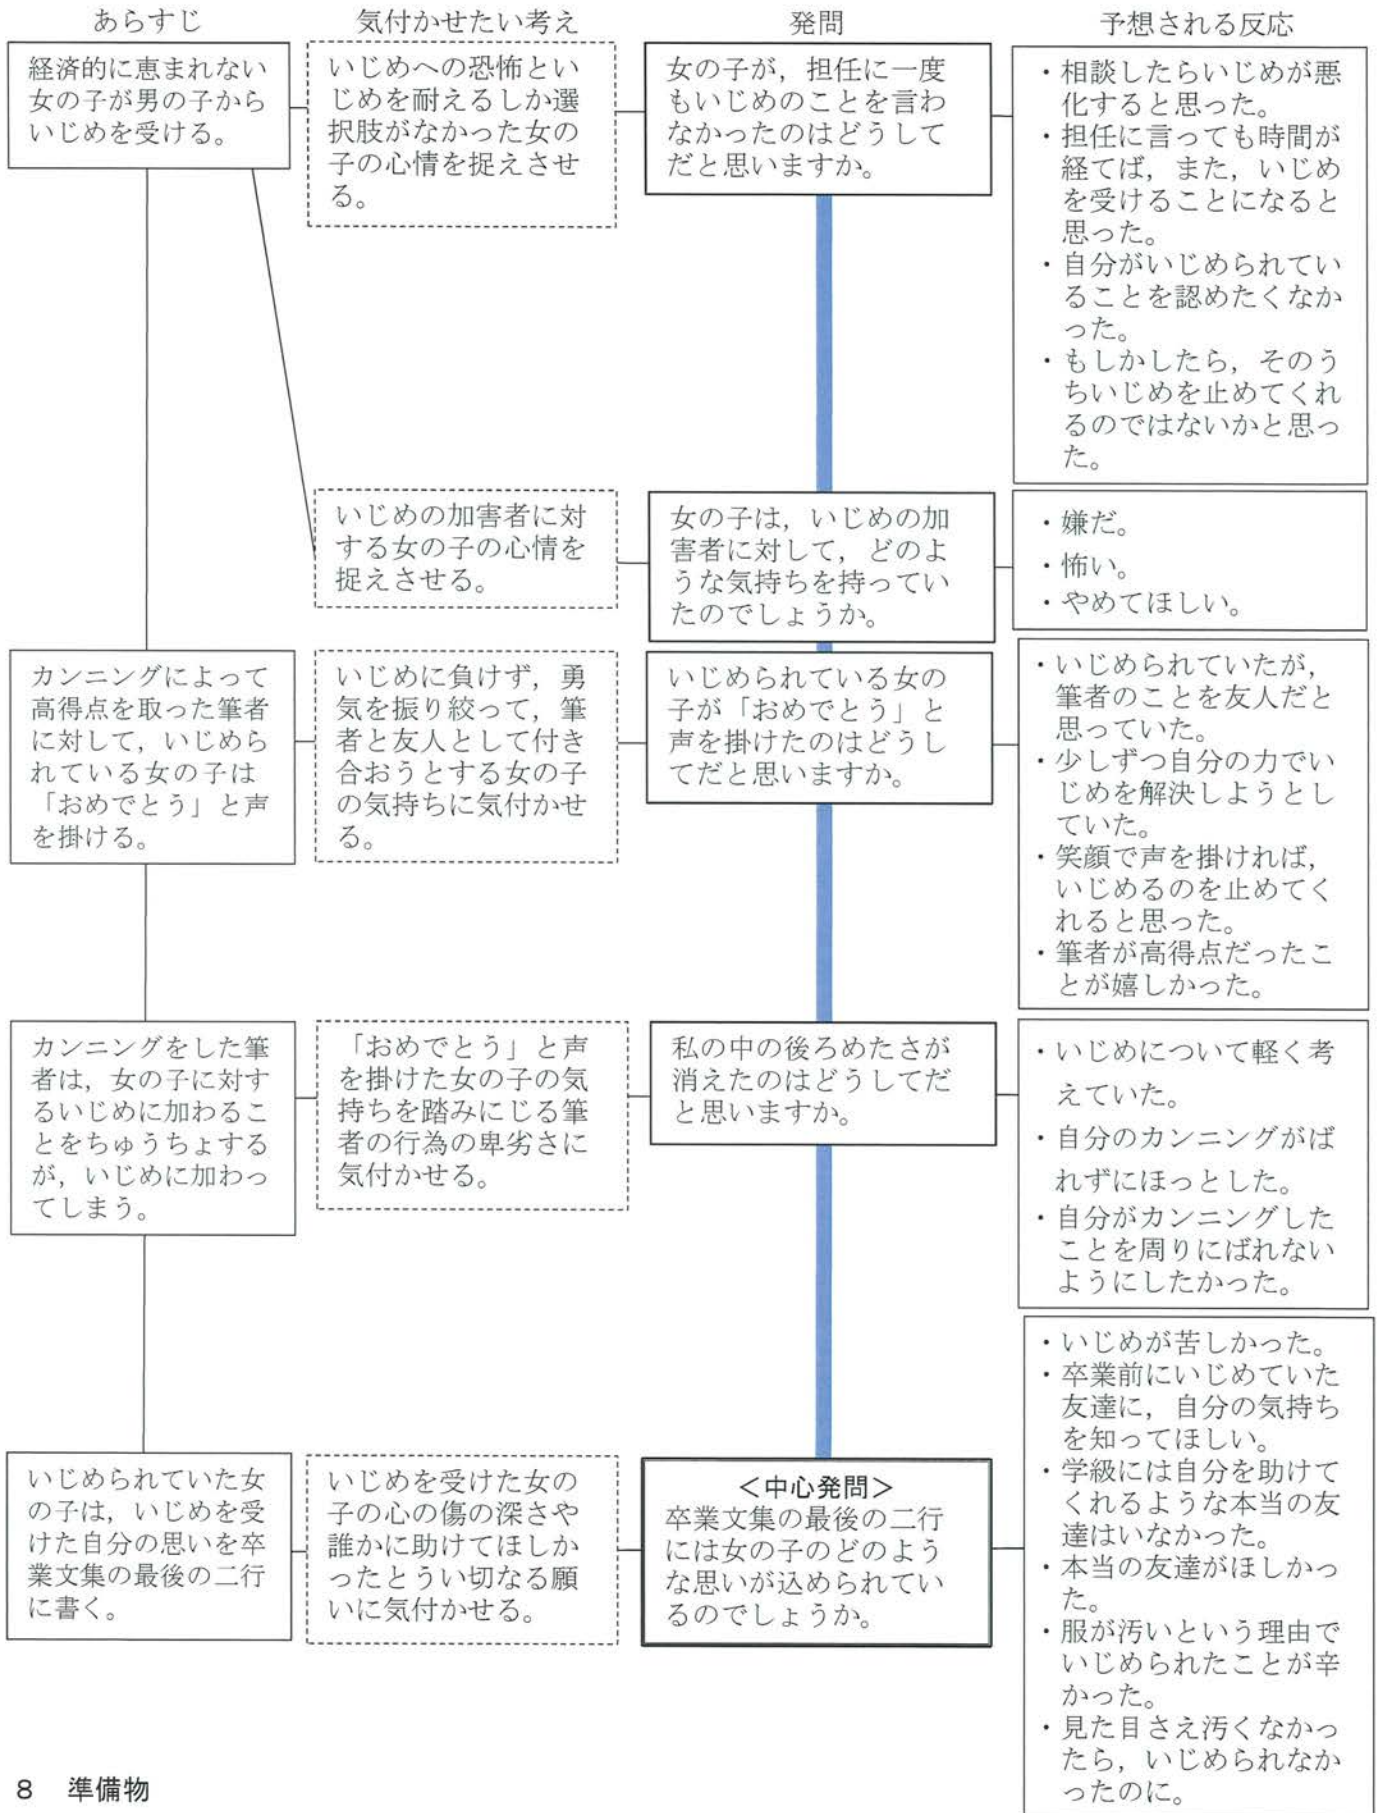 あらすじ
気付かせたい考え
発問
予想される反応
経済的に恵まれない
女の子が男の子から
いじめを受ける。
いじめへの恐怖とい
じめを耐えるしか選
択肢がなかった女の
子の心情を捉えさせ
る。
女の子が，担任に一度
もいじめのことを言わ
なかったのはどうして
だと思いますか。
・相談したらいじめが悪
化すると思った。
・担任に言っても時間が
経てば，また，いじめ
を受けることになると
思った。
・自分がいじめられてい
ることを認めたくなか
った。
・もしかしたら，そのう
ちいじめを止めてくれ
るのではないかと思っ
た。
いじめの加害者に対
する女の子の心情を
捉えさせる。
女の子は，いじめの加
害者に対して，どのよ
うな気持ちを持ってい
たのでしょうか。
・嫌だ。
・怖い。
・やめてほしい。
カンニングによって
高得点を取った筆者
に対して，いじめら
れている女の子は
「おめでとう」と声
を掛ける。
いじめに負けず，勇
気を振り絞って，筆
者と友人として付き
合おうとする女の子
の気持ちに気付かせ
る。
いじめられている女の
子が「おめでとう」と
声を掛けたのはどうし
てだと思いますか。
・いじめられていたが，
筆者のことを友人だと
思っていた。
・少しずつ自分の力でい
じめを解決しようとし
ていた。
・笑顔で声を掛ければ，
いじめるのを止めてく
れると思った。
・筆者が高得点だったこ
とが嬉しかった。
カンニングをした筆
者は，女の子に対す
るいじめに加わるこ
とをちゅうちょする
が，いじめに加わっ
てしまう。
「おめでとう」と声
を掛けた女の子の気
持ちを踏みにじる筆
者の行為の卑劣さに
気付かせる。
私の中の後ろめたさが
消えたのはどうしてだ
と思いますか。
・いじめについて軽く考
えていた。
・自分のカンニングがば
れずにほっとした。
・自分がカンニングした
ことを周りにばれない
ようにしたかった。
いじめられていた女
の子は，いじめを受
けた自分の思いを卒
業文集の最後の二行
に書く。
いじめを受けた女の
子の心の傷の深さや
誰かに助けてほしか
ったとうい切なる願
いに気付かせる。
＜中心発問＞
卒業文集の最後の二行
には女の子のどのよう
な思いが込められてい
るのでしょうか。
・いじめが苦しかった。
・卒業前にいじめていた
友達に，自分の気持ち
を知ってほしい。
・学級には自分を助けて
くれるような本当の友
達はいなかった。
・本当の友達がほしかっ
た。
・服が汚いという理由で
いじめられたことが辛
かった。
・見た目さえ汚くなかっ
たら，いじめられなか
ったのに。
8　準備物